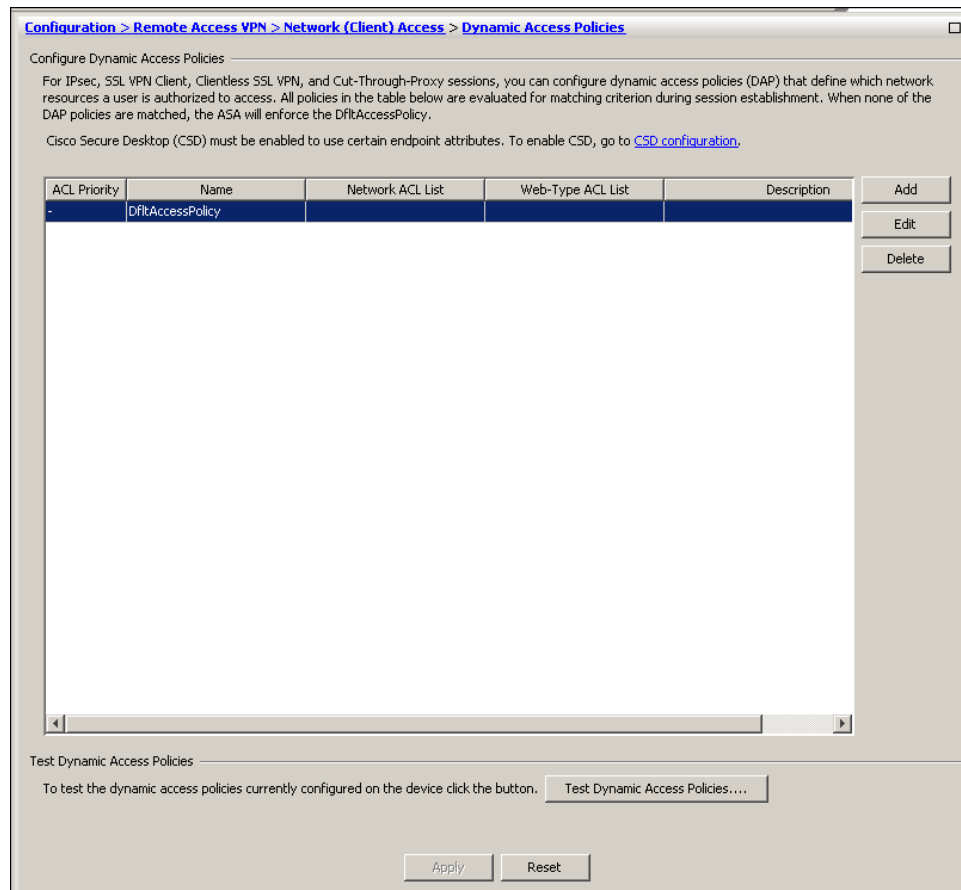 Configuration > Remote Access VPN > Network (Client) Access > Dynamic Access Policies
Configure Dynamic Access Policies
For IPsec, SSL VPN Client, Clientless SSL VPN, and Cut-Through-Proxy sessions, you can configure dynamic access policies (DAP) that define which network
resources a user is authorized to access. All policies in the table below are evaluated for matching criterion during session establishment. When none of the
DAP policies are matched, the ASA will enforce the DfltAccessPolicy.
Cisco Secure Desktop (CSD) must be enabled to use certain endpoint attributes. To enable CSD, go to CSD configuration.
ACL Priority Name Network ACL List Web-Type ACL List Description Add
- DfltAccessPolicy
Edit
Delete
Test Dynamic Access Policies
To test the dynamic access policies currently configured on the device click the button. Test Dynamic Access Policies....
Apply Reset